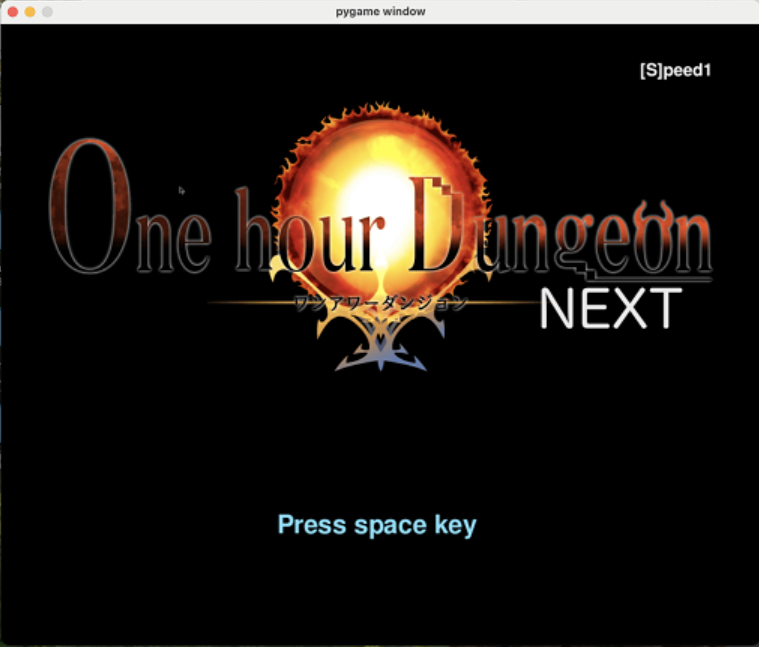 pygame window
[S]peed1
One hour Dungeon
ワンアワーダンジョン
NEXT
Press space key